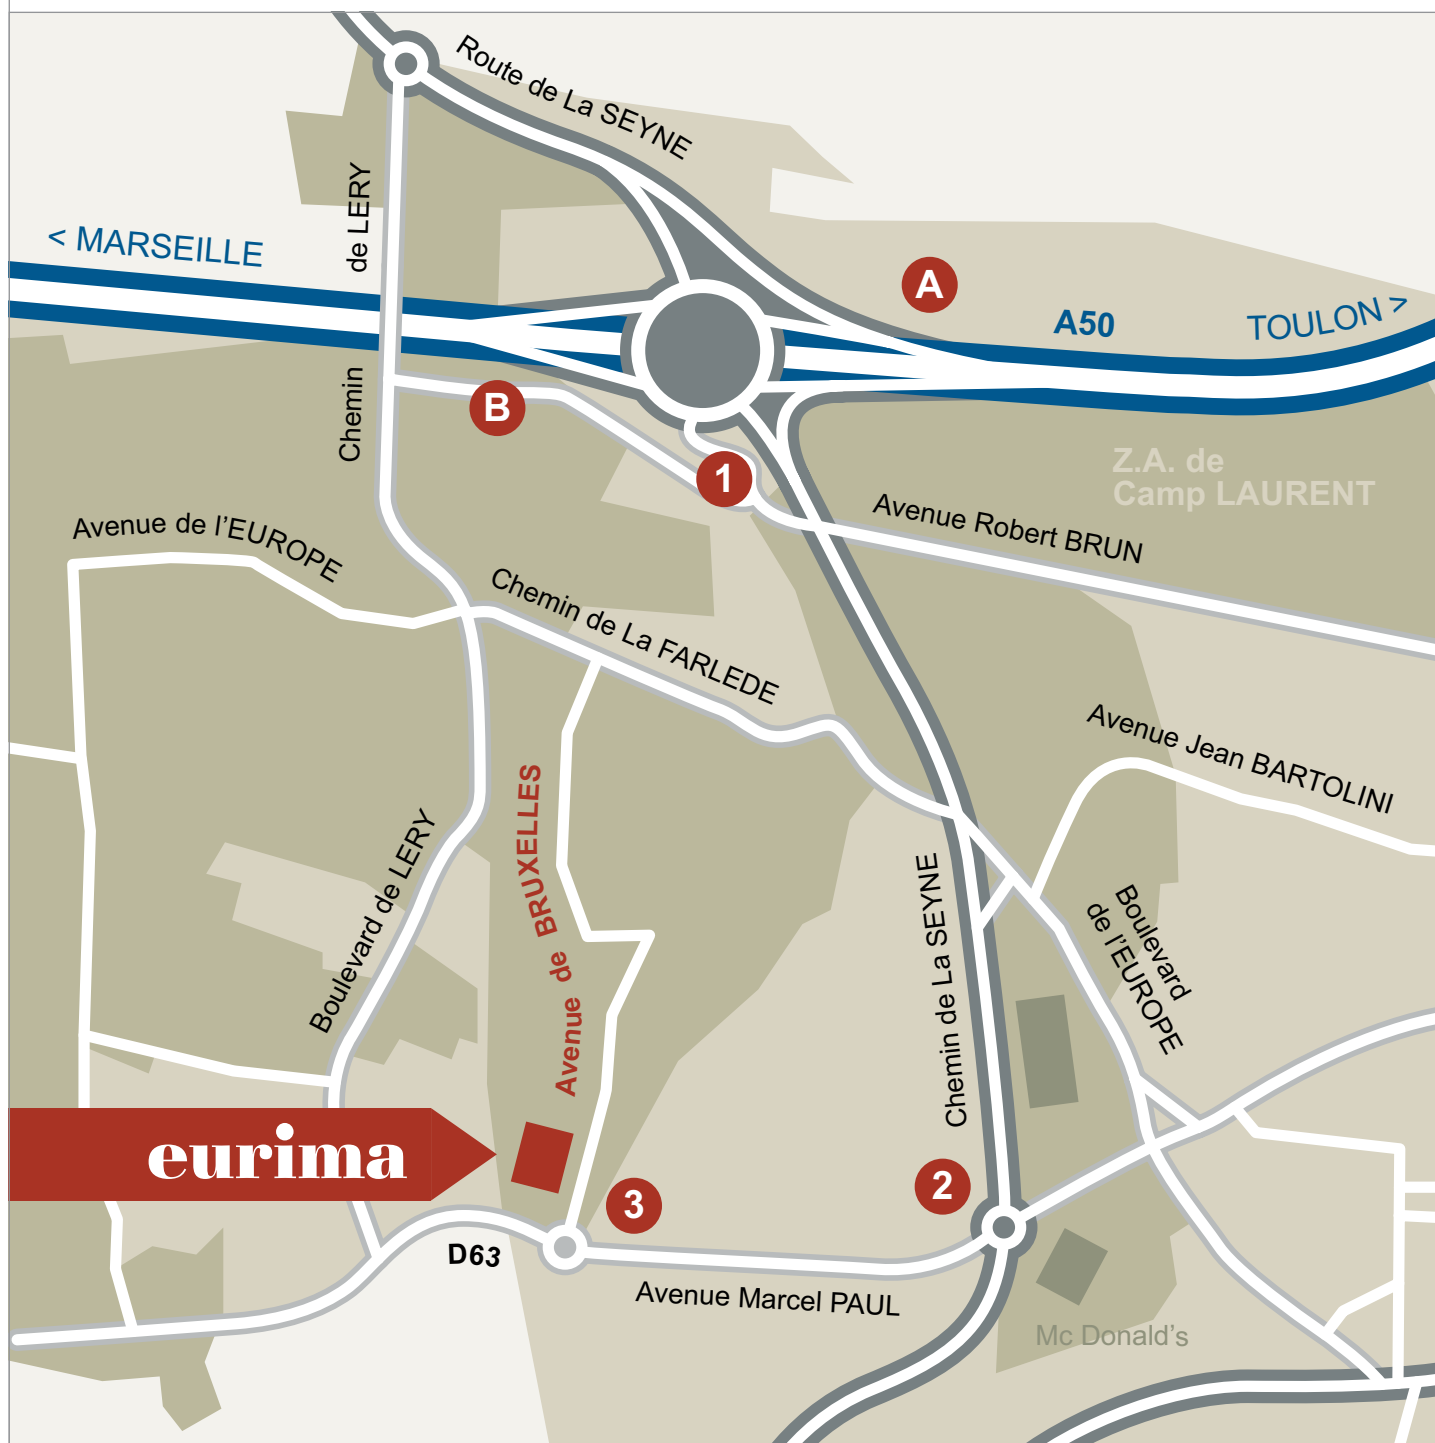 Route de La SEYNE
de LERY
< MARSEILLE
A
A50
TOULON >
Chemin
B
1
Z.A. de
Camp LAURENT
Avenue Robert BRUN
Avenue de l'EUROPE
Chemin de La FARLEDE
Avenue Jean BARTOLINI
Avenue de BRUXELLES
Boulevard de LERY
Chemin de La SEYNE
Boulevard
de l'EUROPE
eurima
2
3
D63
Avenue Marcel PAUL
Mc Donald's